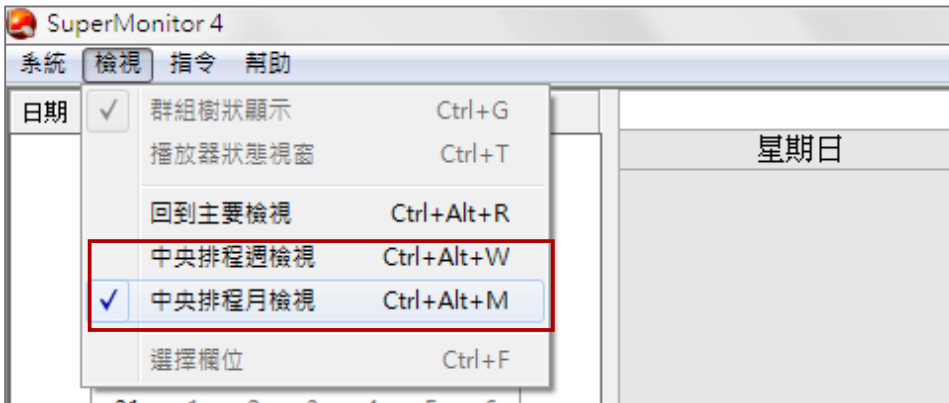 SuperMonitor 4
系統 檢視 指令 幫助
日期
群組樹狀顯示 Ctrl+G
播放器狀態視窗 Ctrl+T
星期日
回到主要檢視 Ctrl+Alt+R
中央排程週檢視 Ctrl+Alt+W
中央排程月檢視 Ctrl+Alt+M
選擇欄位 Ctrl+F